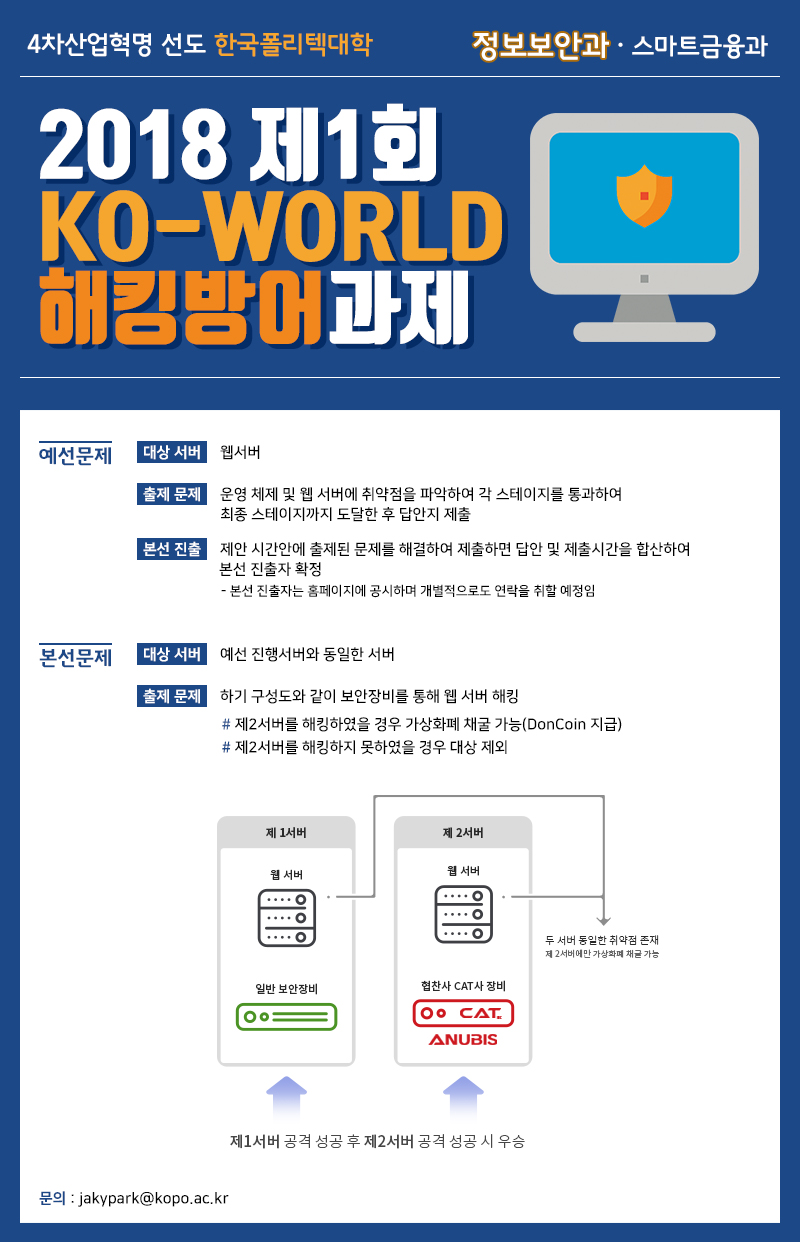 4차산업혁명 선도 한국폴리텍대학
정보보안과 · 스마트금융과
2018 제1회
KO-WORLD
해킹방어과제
예선문제
대상 서버 웹서버
출제 문제 운영 체제 및 웹 서버에 취약점을 파악하여 각 스테이지를 통과하여
최종 스테이지까지 도달한 후 답안지 제출
본선 진출 제안 시간안에 출제된 문제를 해결하여 제출하면 답안 및 제출시간을 합산하여
본선 진출자 확정
- 본선 진출자는 홈페이지에 공시하며 개별적으로도 연락을 취할 예정임
본선문제
대상 서버 예선 진행서버와 동일한 서버
출제 문제 하기 구성도와 같이 보안장비를 통해 웹 서버 해킹
# 제2서버를 해킹하였을 경우 가상화폐 채굴 가능(DonCoin 지급)
# 제2서버를 해킹하지 못하였을 경우 대상 제외
제 1서버
웹 서버
일반 보안장비
제 2서버
웹 서버
협찬사 CAT사 장비
CAT.
ANUBIS
두 서버 동일한 취약점 존재
제 2서버에만 가상화폐 채굴 가능
제1서버 공격 성공 후 제2서버 공격 성공 시 우승
문의 : jakypark@kopo.ac.kr